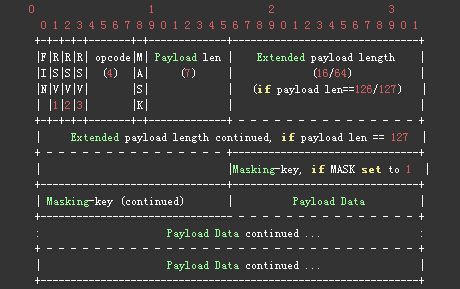 0 1 2 3
0 1 2 3 4 5 6 7 8 9 0 1 2 3 4 5 6 7 8 9 0 1 2 3 4 5 6 7 8 9 0 1
+-+-+-+-+-------+-+-------------+-------------------------------+
|F|R|R|R| opcode|M| Payload len | Extended payload length |
|I|S|S|S| (4) |A| (7) | (16/64) |
|N|V|V|V| |S| | (if payload len==126/127) |
| |1|2|3| |K| | |
+-+-+-+-+-------+-+-------------+ - - - - - - - - - - - - - - - +
| Extended payload length continued, if payload len == 127 |
+ - - - - - - - - - - - - - - - +-------------------------------+
| |Masking-key, if MASK set to 1 |
+-------------------------------+-------------------------------+
| Masking-key (continued) | Payload Data |
+-------------------------------- - - - - - - - - - - - - - - - +
: Payload Data continued ... :
+ - - - - - - - - - - - - - - - - - - - - - - - - - - - - - - - +
| Payload Data continued ... |
+---------------------------------------------------------------+